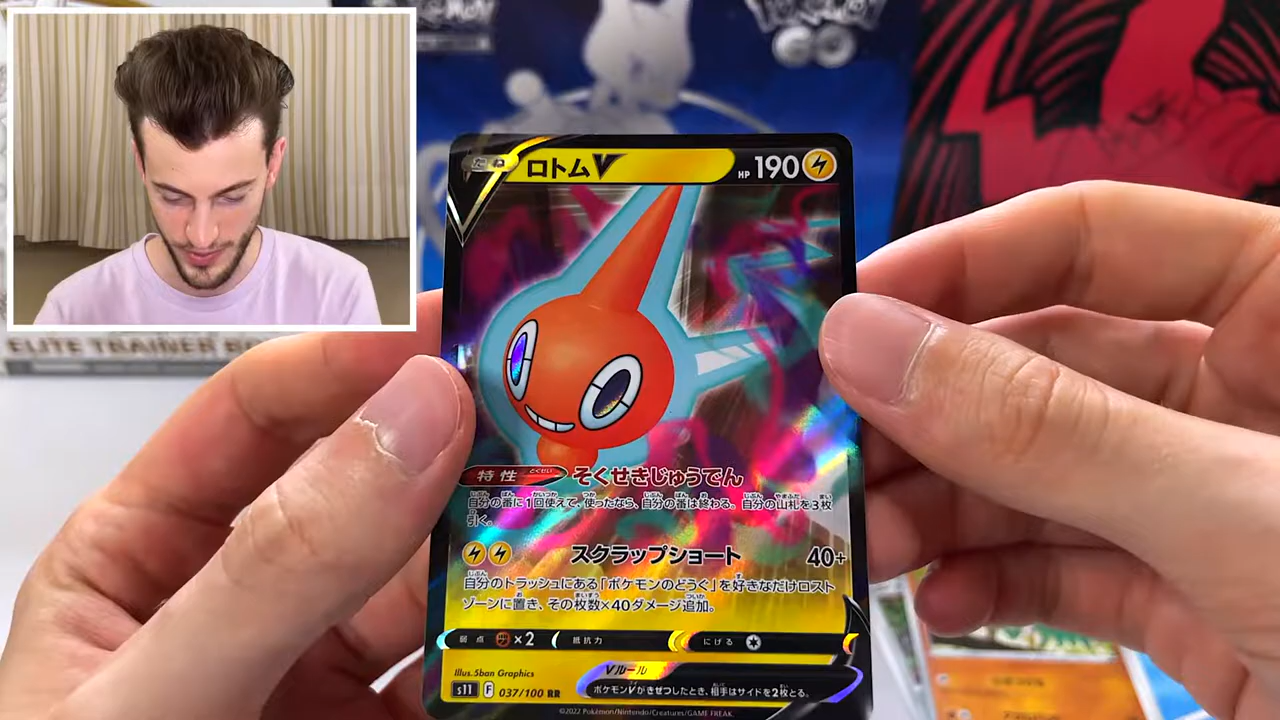 POKÉMON
GO
ELITE TRAINER BO
たね
ロトムV
HP 190
特性
とくせい
そくせきじゅうでん
自分の番に1回使えて、使ったなら、自分の番は終わる。自分の山札を3枚
引く。
スクラップショート 40+
自分のトラッシュにある「ポケモンのどうぐ」を好きなだけロスト
ゾーンに置き、その枚数×40ダメージ追加。
弱点 ×2 抵抗力 にげる
Illus. 5ban Graphics
Vルール
s11 F 037/100 RR
ポケモンVがきぜつしたとき、相手はサイドを2枚とる。
©2022 Pokémon/Nintendo/Creatures/GAME FREAK.